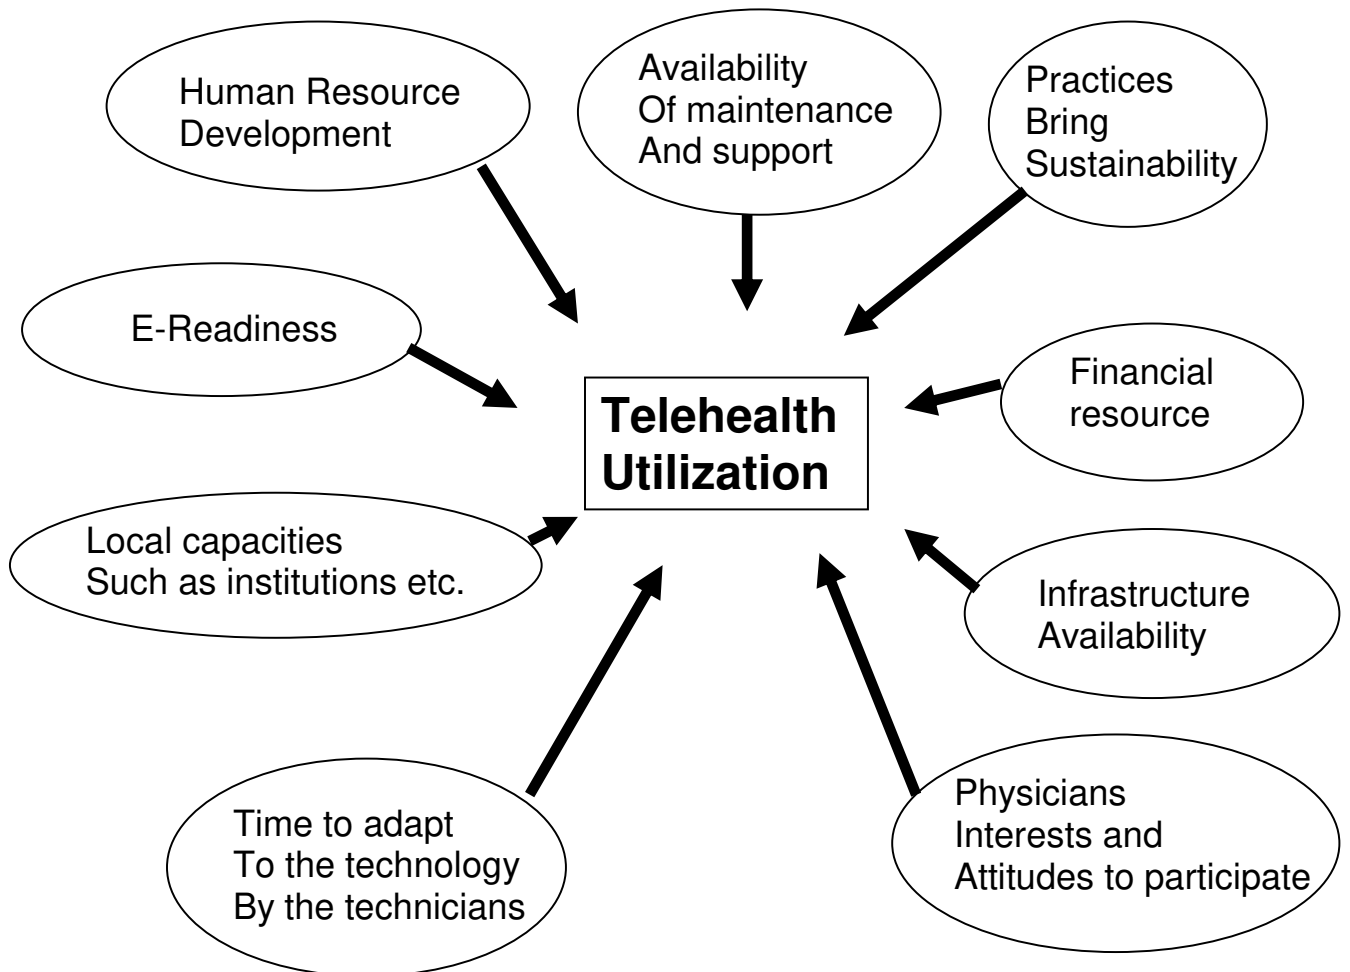 Human Resource
Development
Availability
Of maintenance
And support
Practices
Bring
Sustainability
E-Readiness
Financial
resource
Telehealth
Utilization
Local capacities
Such as institutions etc.
Infrastructure
Availability
Time to adapt
To the technology
By the technicians
Physicians
Interests and
Attitudes to participate